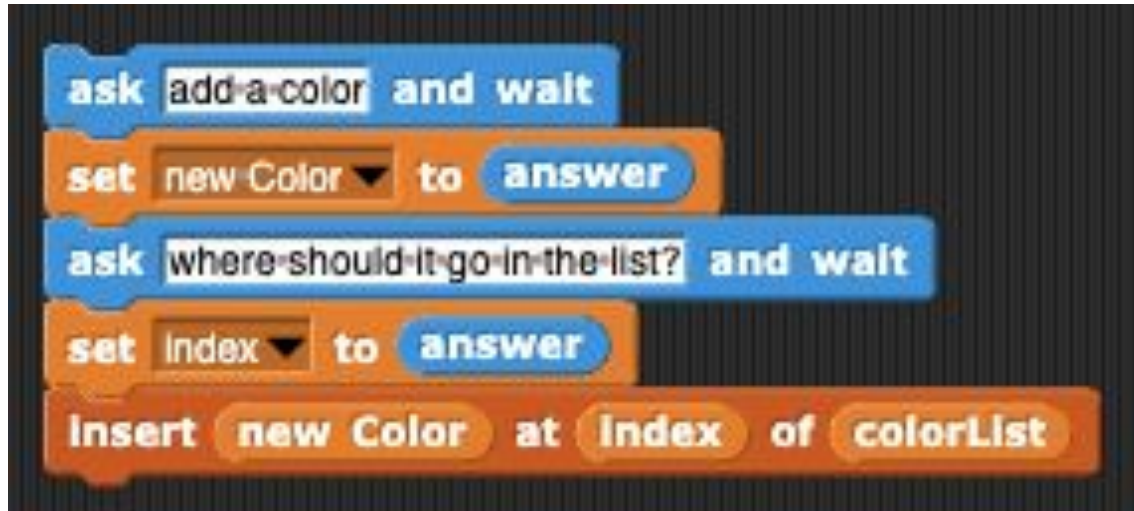 ask add a color and wait
set new Color to answer
ask where should it go in the list? and wait
set index to answer
insert new Color at index of colorList